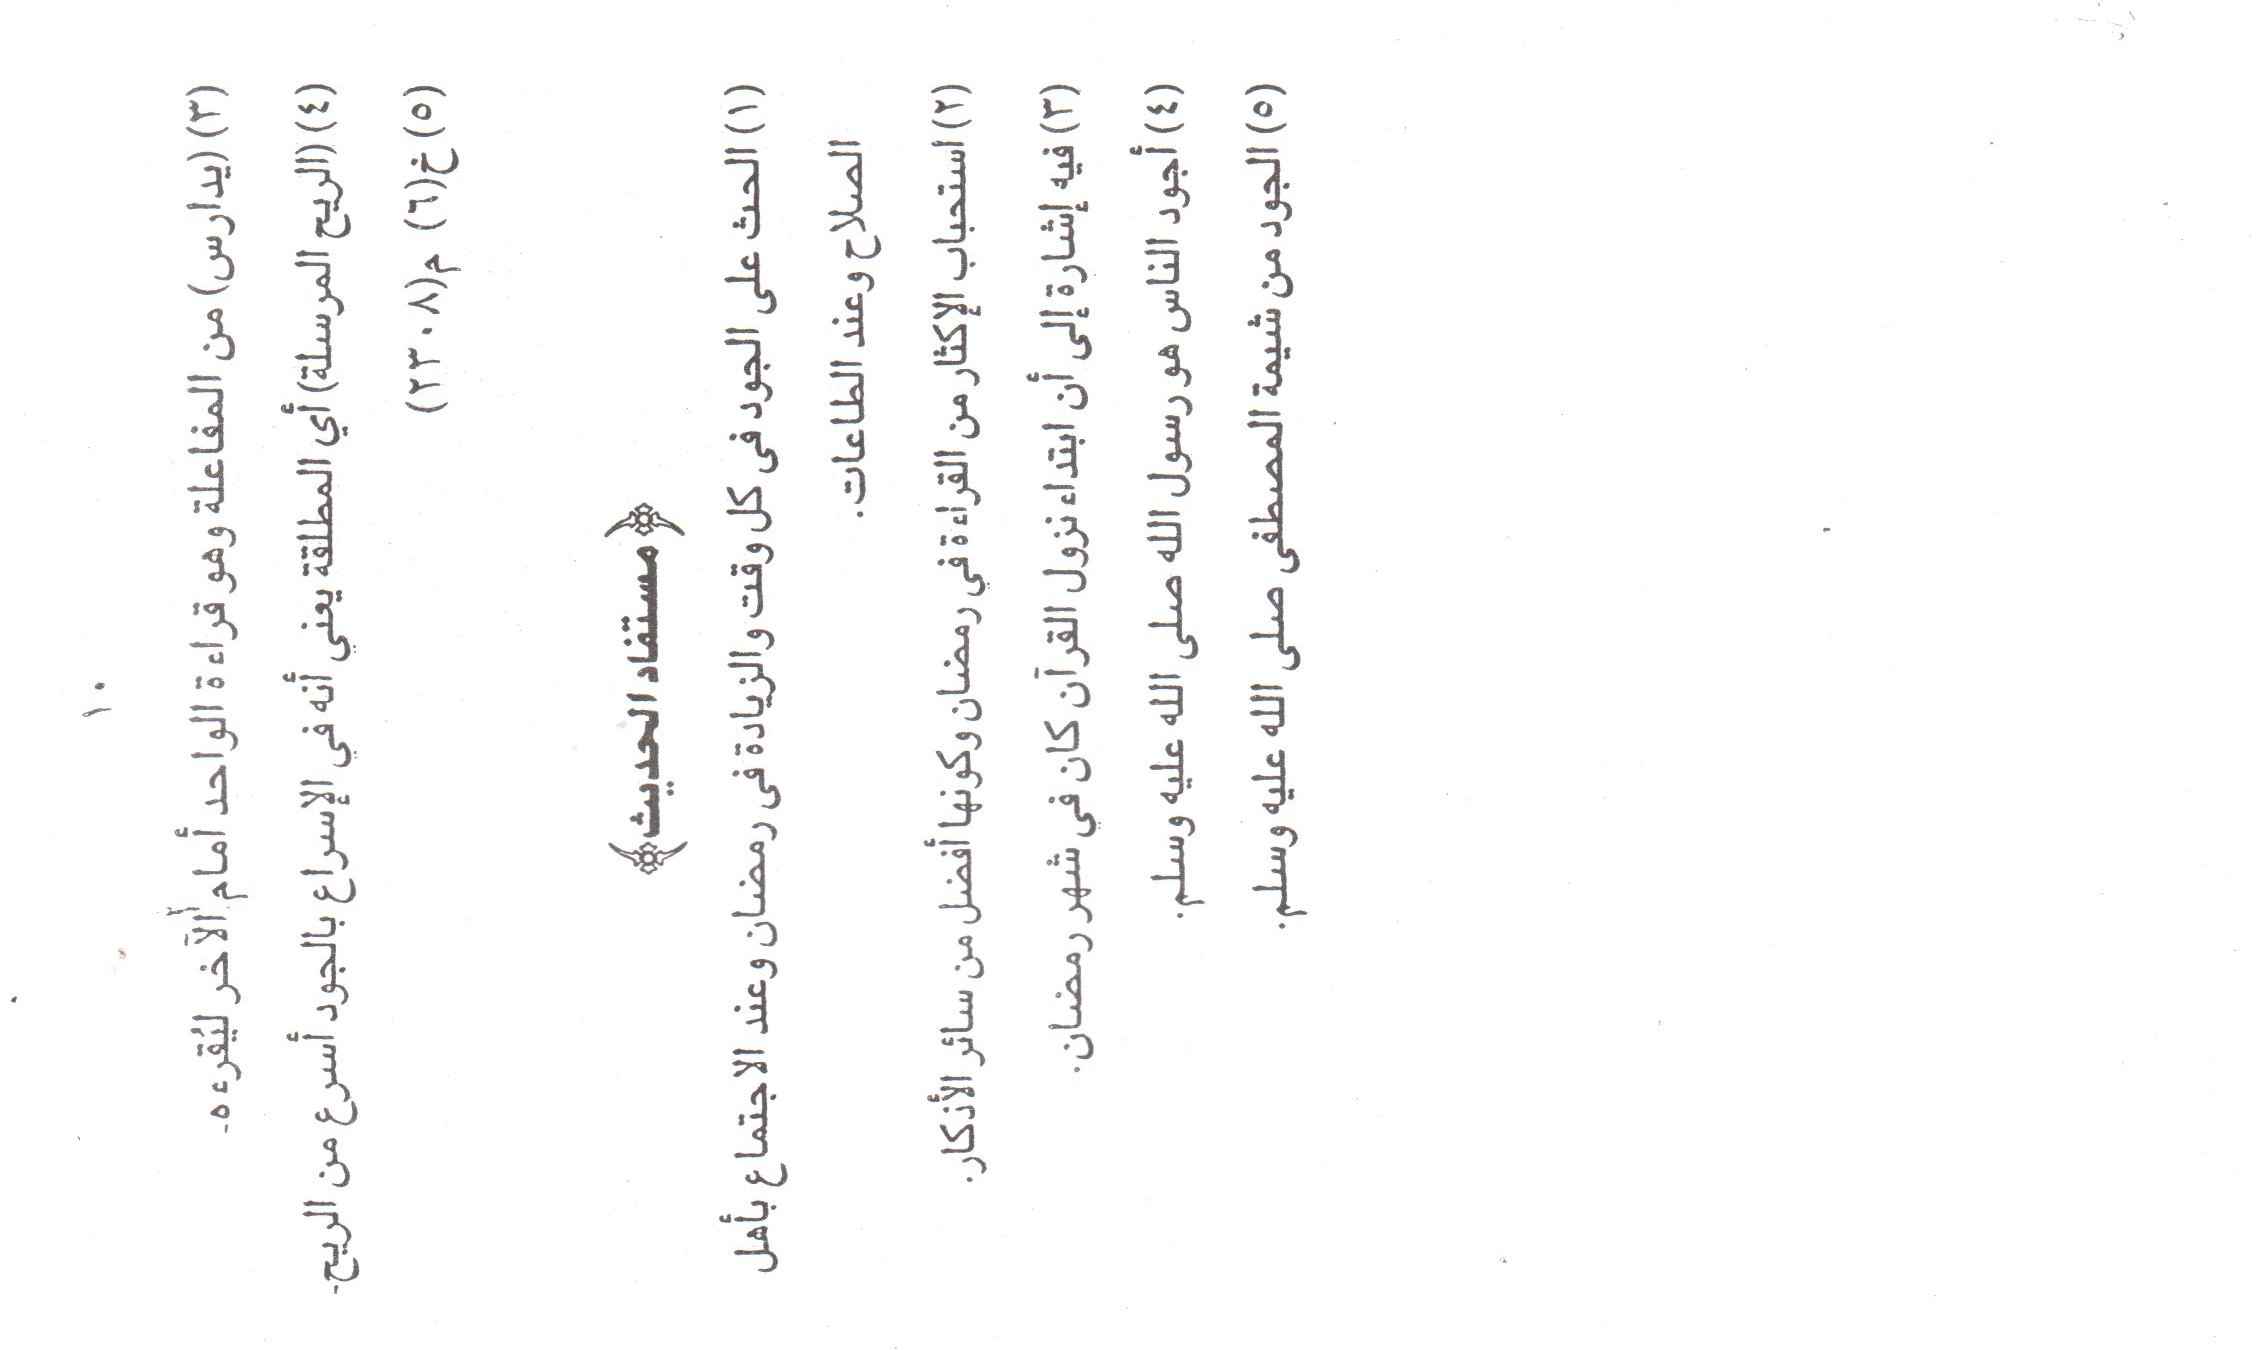 ١٠
(٣) (يدارس) من المفاعلة وهو قراءة الواحد أمام الآخر ليُقرءه۔
(٤) (الريح المرسلة) أي المطلقة يعني أنه في الإسراع بالجود أسرع من الريح۔
(٥) خ(٦) م(٢٣٠٨)
﴿مستفاد الحديث﴾
(١) الحث على الجود فى كل وقت والزيادة فى رمضان وعند الاجتماع بأهل
الصلاح وعند الطاعات.
(٢) استحباب الإكثار من القراءة في رمضان وكونها أفضل من سائر الأذكار.
(٣) فيه إشارة إلى أن ابتداء نزول القرآن كان في شهر رمضان.
(٤) أجود الناس هو رسول الله صلى الله عليه وسلم.
(٥) الجود من شيمة المصطفى صلى الله عليه وسلم.